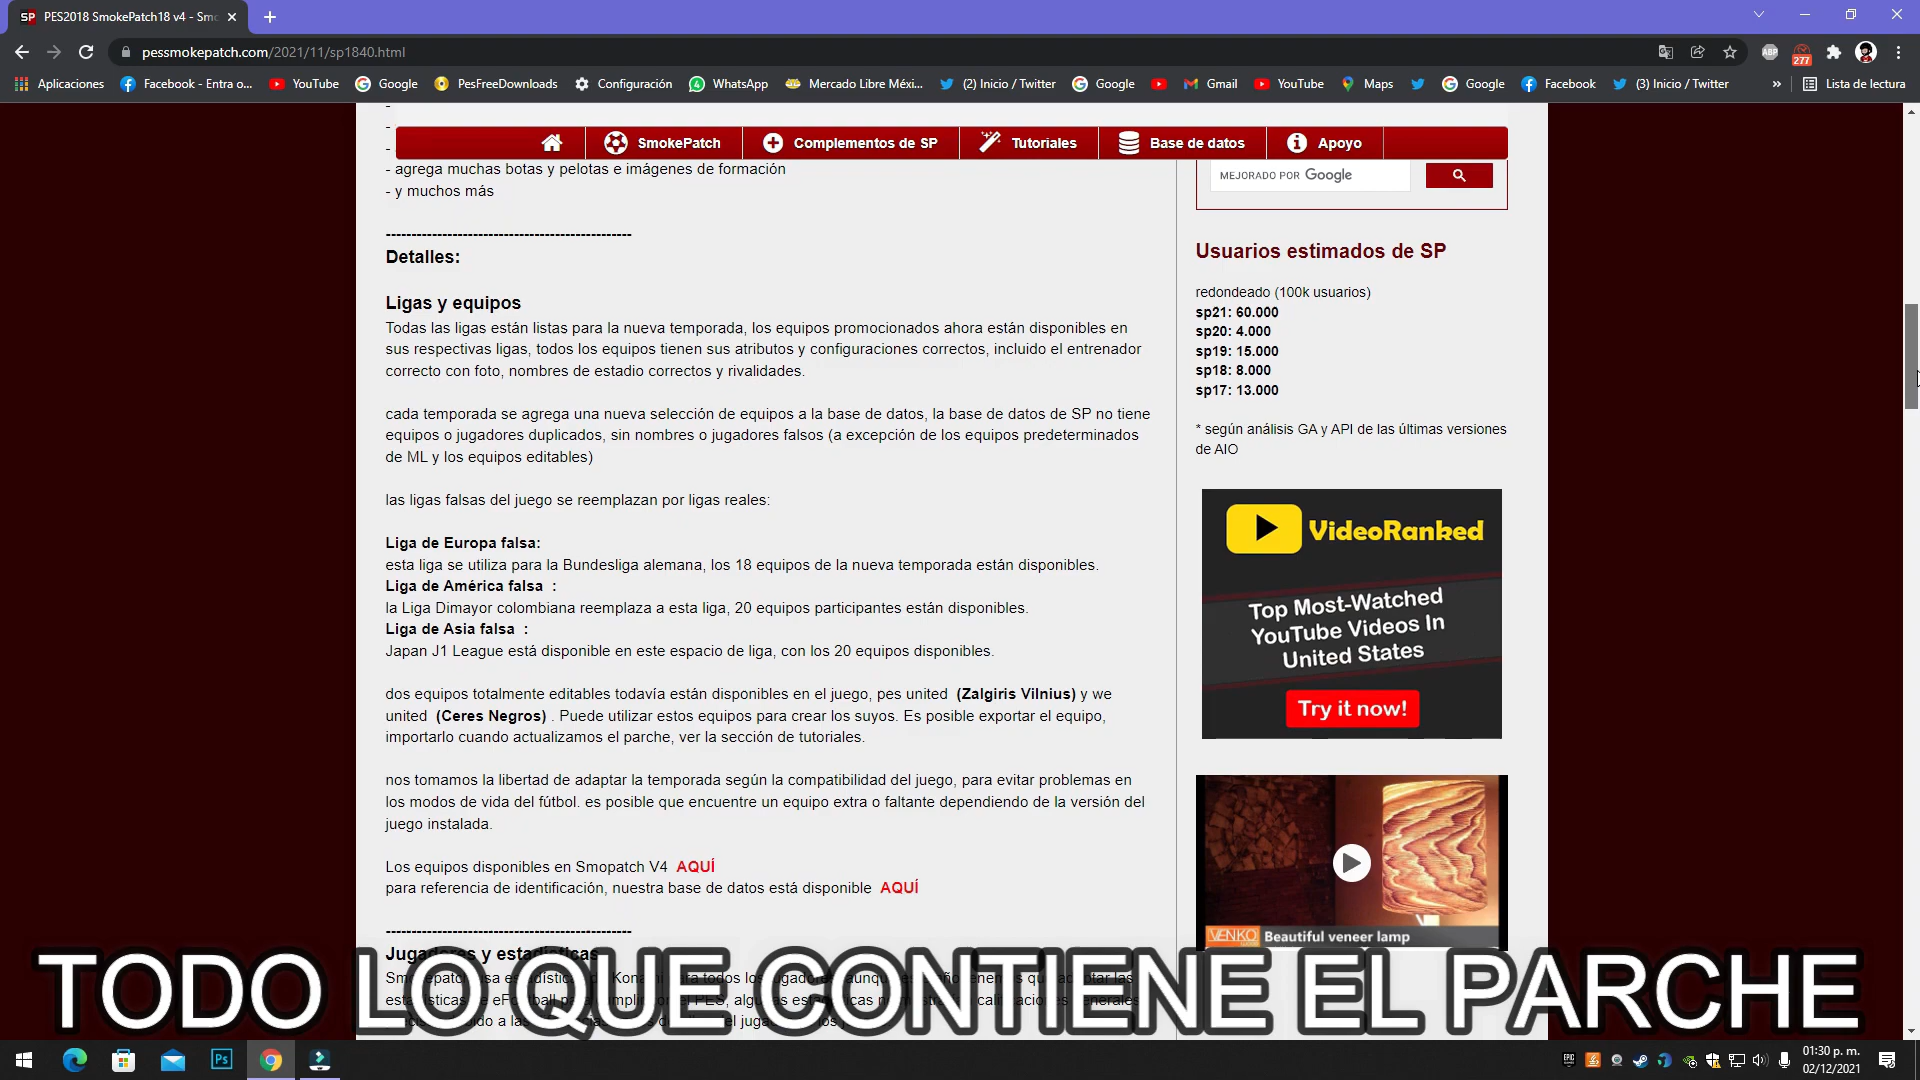 PES2018 SmokePatch18 v4 - Smo
pessmokepatch.com/2021/11/sp1840.html
277
Aplicaciones
Facebook - Entra o...
YouTube
Google
PesFreeDownloads
Configuración
WhatsApp
Mercado Libre Méxi...
(2) Inicio / Twitter
Google
Gmail
YouTube
Maps
Google
Facebook
(3) Inicio / Twitter
Lista de lectura
SmokePatch
Complementos de SP
Tutoriales
Base de datos
Apoyo
- agrega muchas botas y pelotas e imágenes de formación
- y muchos más
------------------------------------------------
Detalles:
Ligas y equipos
Todas las ligas están listas para la nueva temporada, los equipos promocionados ahora están disponibles en
sus respectivas ligas, todos los equipos tienen sus atributos y configuraciones correctos, incluido el entrenador
correcto con foto, nombres de estadio correctos y rivalidades.
cada temporada se agrega una nueva selección de equipos a la base de datos, la base de datos de SP no tiene
equipos o jugadores duplicados, sin nombres o jugadores falsos (a excepción de los equipos predeterminados
de ML y los equipos editables)
las ligas falsas del juego se reemplazan por ligas reales:
Liga de Europa falsa:
esta liga se utiliza para la Bundesliga alemana, los 18 equipos de la nueva temporada están disponibles.
Liga de América falsa :
la Liga Dimayor colombiana reemplaza a esta liga, 20 equipos participantes están disponibles.
Liga de Asia falsa :
Japan J1 League está disponible en este espacio de liga, con los 20 equipos disponibles.
dos equipos totalmente editables todavía están disponibles en el juego, pes united (Zalgiris Vilnius) y we
united (Ceres Negros) . Puede utilizar estos equipos para crear los suyos. Es posible exportar el equipo,
importarlo cuando actualizamos el parche, ver la sección de tutoriales.
nos tomamos la libertad de adaptar la temporada según la compatibilidad del juego, para evitar problemas en
los modos de vida del fútbol. es posible que encuentre un equipo extra o faltante dependiendo de la versión del
juego instalada.
Los equipos disponibles en Smopatch V4 AQUÍ
para referencia de identificación, nuestra base de datos está disponible AQUÍ
------------------------------------------------
Jugadores y estadísticas
MEJORADO POR Google
Usuarios estimados de SP
redondeado (100k usuarios)
sp21: 60.000
sp20: 4.000
sp19: 15.000
sp18: 8.000
sp17: 13.000
* según análisis GA y API de las últimas versiones
de AIO
VideoRanked
Top Most-Watched
YouTube Videos In
United States
Try it now!
VENKO
Beautiful veneer lamp
TODO LO QUE CONTIENE EL PARCHE
01:30 p. m.
02/12/2021